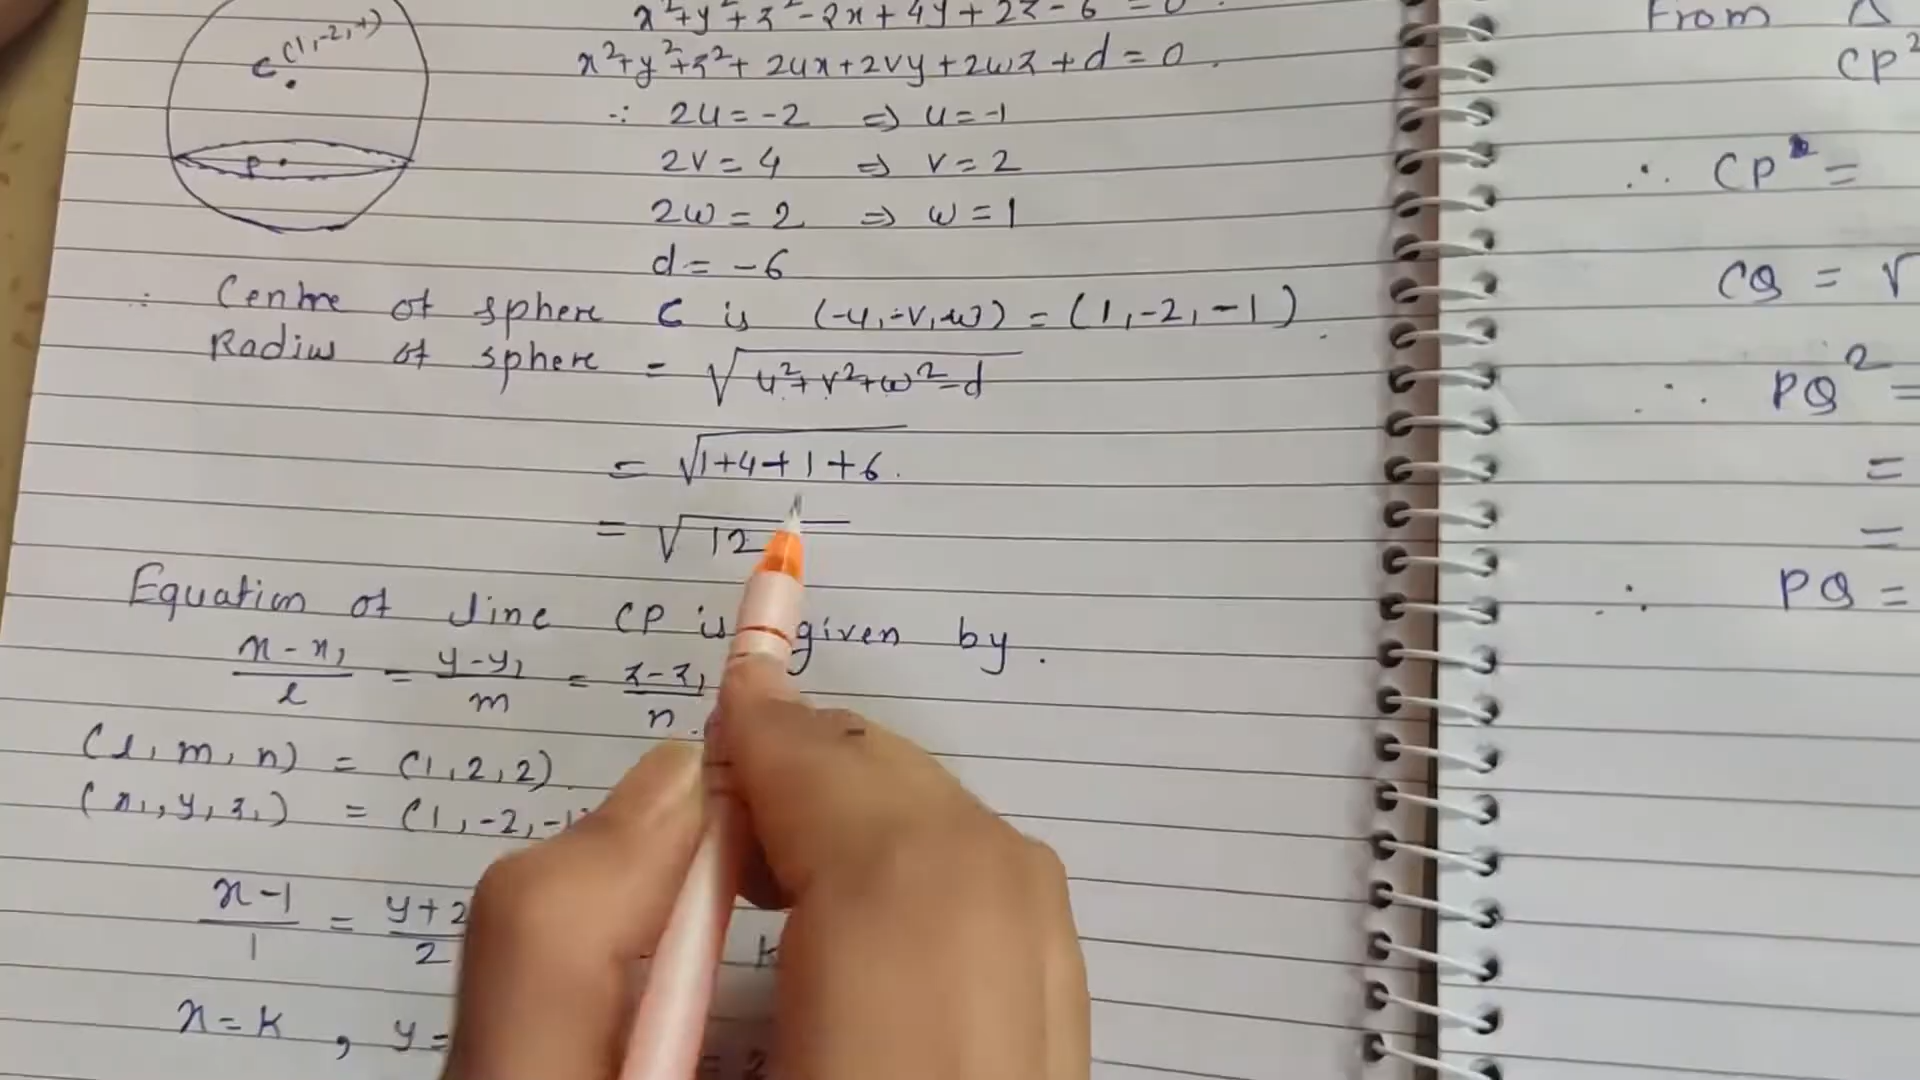 x²+y²+z²-2x+4y+2z-6=0.
C (1,-2,-1)
x²+y²+z²+2ux+2vy+2wz+d=0.
∴ 2u=-2 ⇒ u=-1
P
2v=4 ⇒ v=2
2w=2 ⇒ w=1
d=-6
∴ Centre of sphere C is (-u,-v,-w)=(1,-2,-1).
Radius of sphere = √u²+v²+w²-d
= √1+4+1+6.
= √12
Equation of line CP is given by.
x-x₁/l = y-y₁/m = z-z₁/n.
(l,m,n) = (1,2,2)
(x₁,y,z₁) = (1,-2,-1)
x-1/1 = y+2/2 k
x=k, y= =2
From Δ
CP²
∴ CP² =
CQ = √
∴ PQ² =
=
=
∴ PQ =